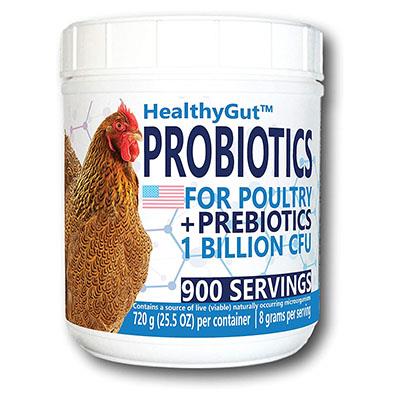 HealthyGut™
PROBIOTICS
FOR POULTRY
+PREBIOTICS
1 BILLION CFU
900 SERVINGS
Contains a source of live (viable) naturally occurring microorganisms
720 g (25.5 OZ) per container | 8 grams per serving